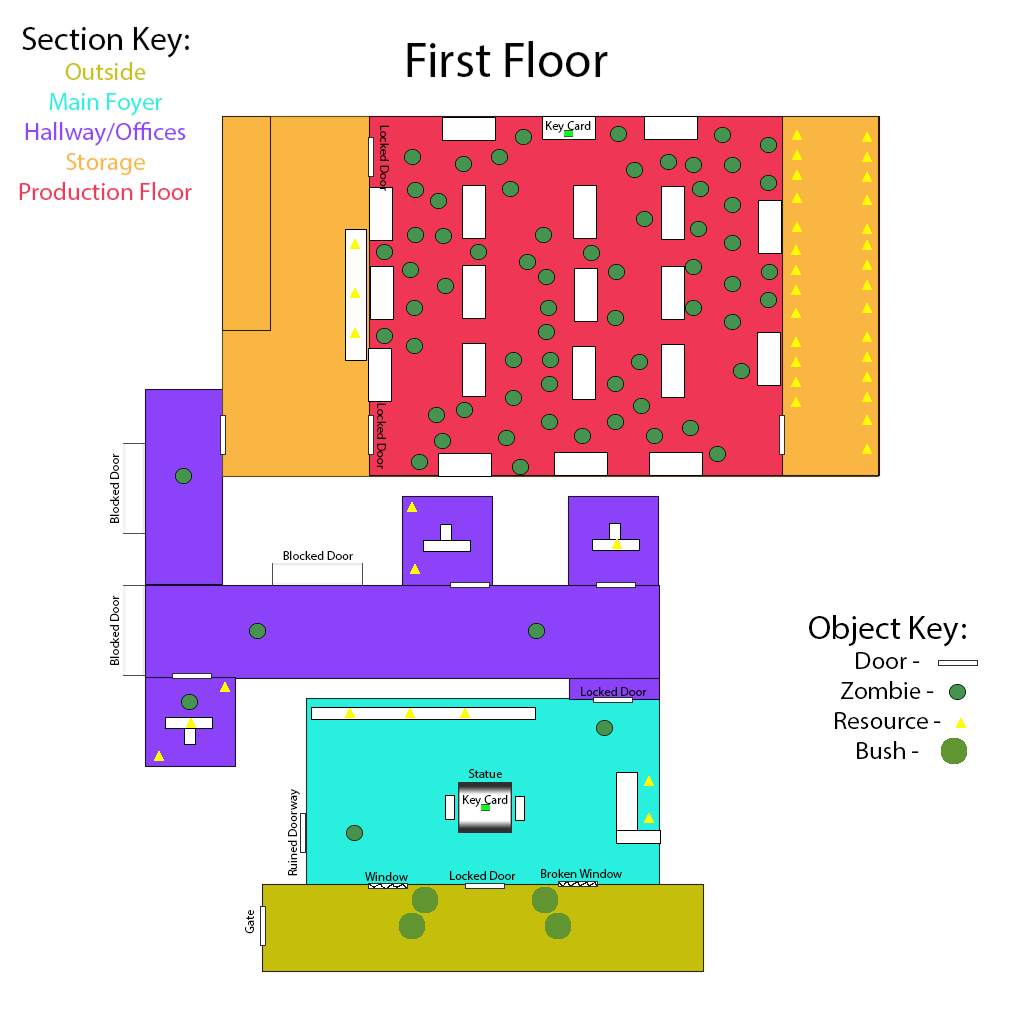 Section Key:
Outside
Main Foyer
Hallway/Offices
Storage
Production Floor
First Floor
Key Card
Locked Door
Locked Door
Blocked Door
Blocked Door
Blocked Door
Locked Door
Statue
Key Card
Ruined Doorway
Window
Locked Door
Broken Window
Gate
Object Key:
Door -
Zombie -
Resource -
Bush -